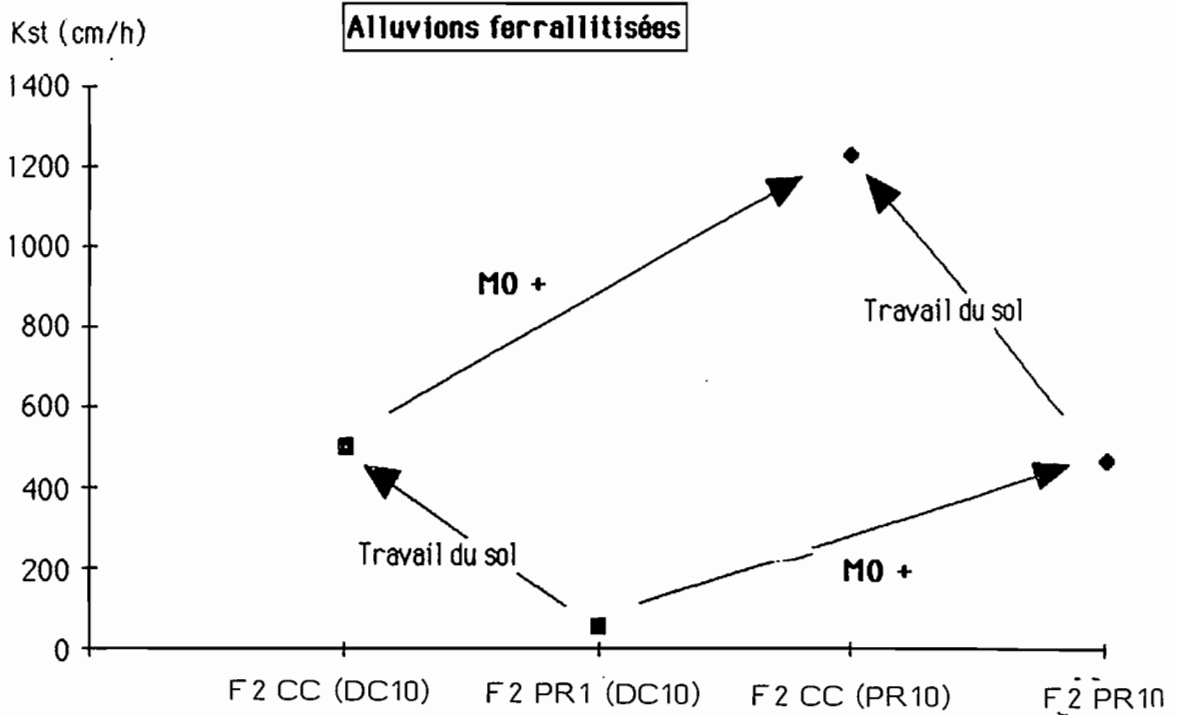 Alluvions ferrallitisées
Kst (cm/h)
1400
1200
1000
800
600
400
200
0
MO +
Travail du sol
Travail du sol
MO +
F2 CC (DC10)
F2 PR1 (DC10)
F2 CC (PR10)
F2 PR10